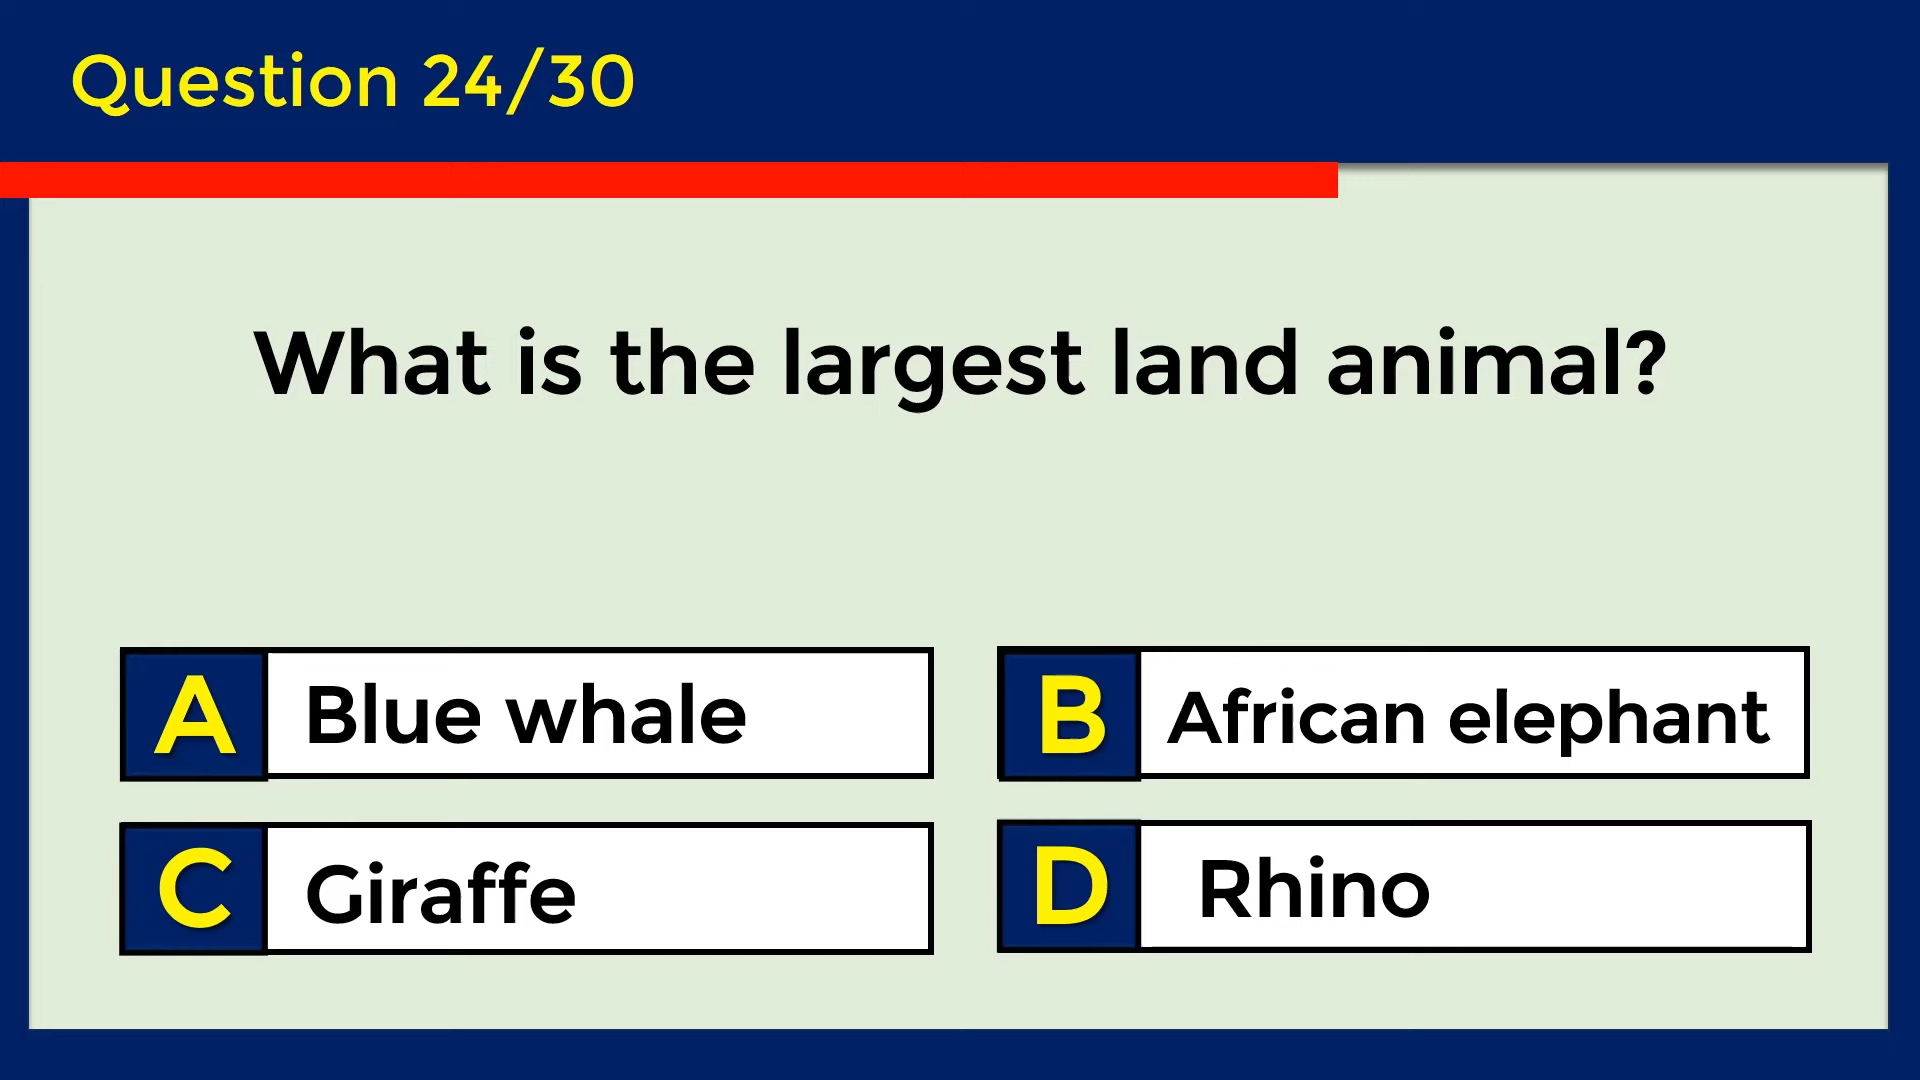 Question 24/30
What is the largest land animal?
A Blue whale
B African elephant
C Giraffe
D Rhino